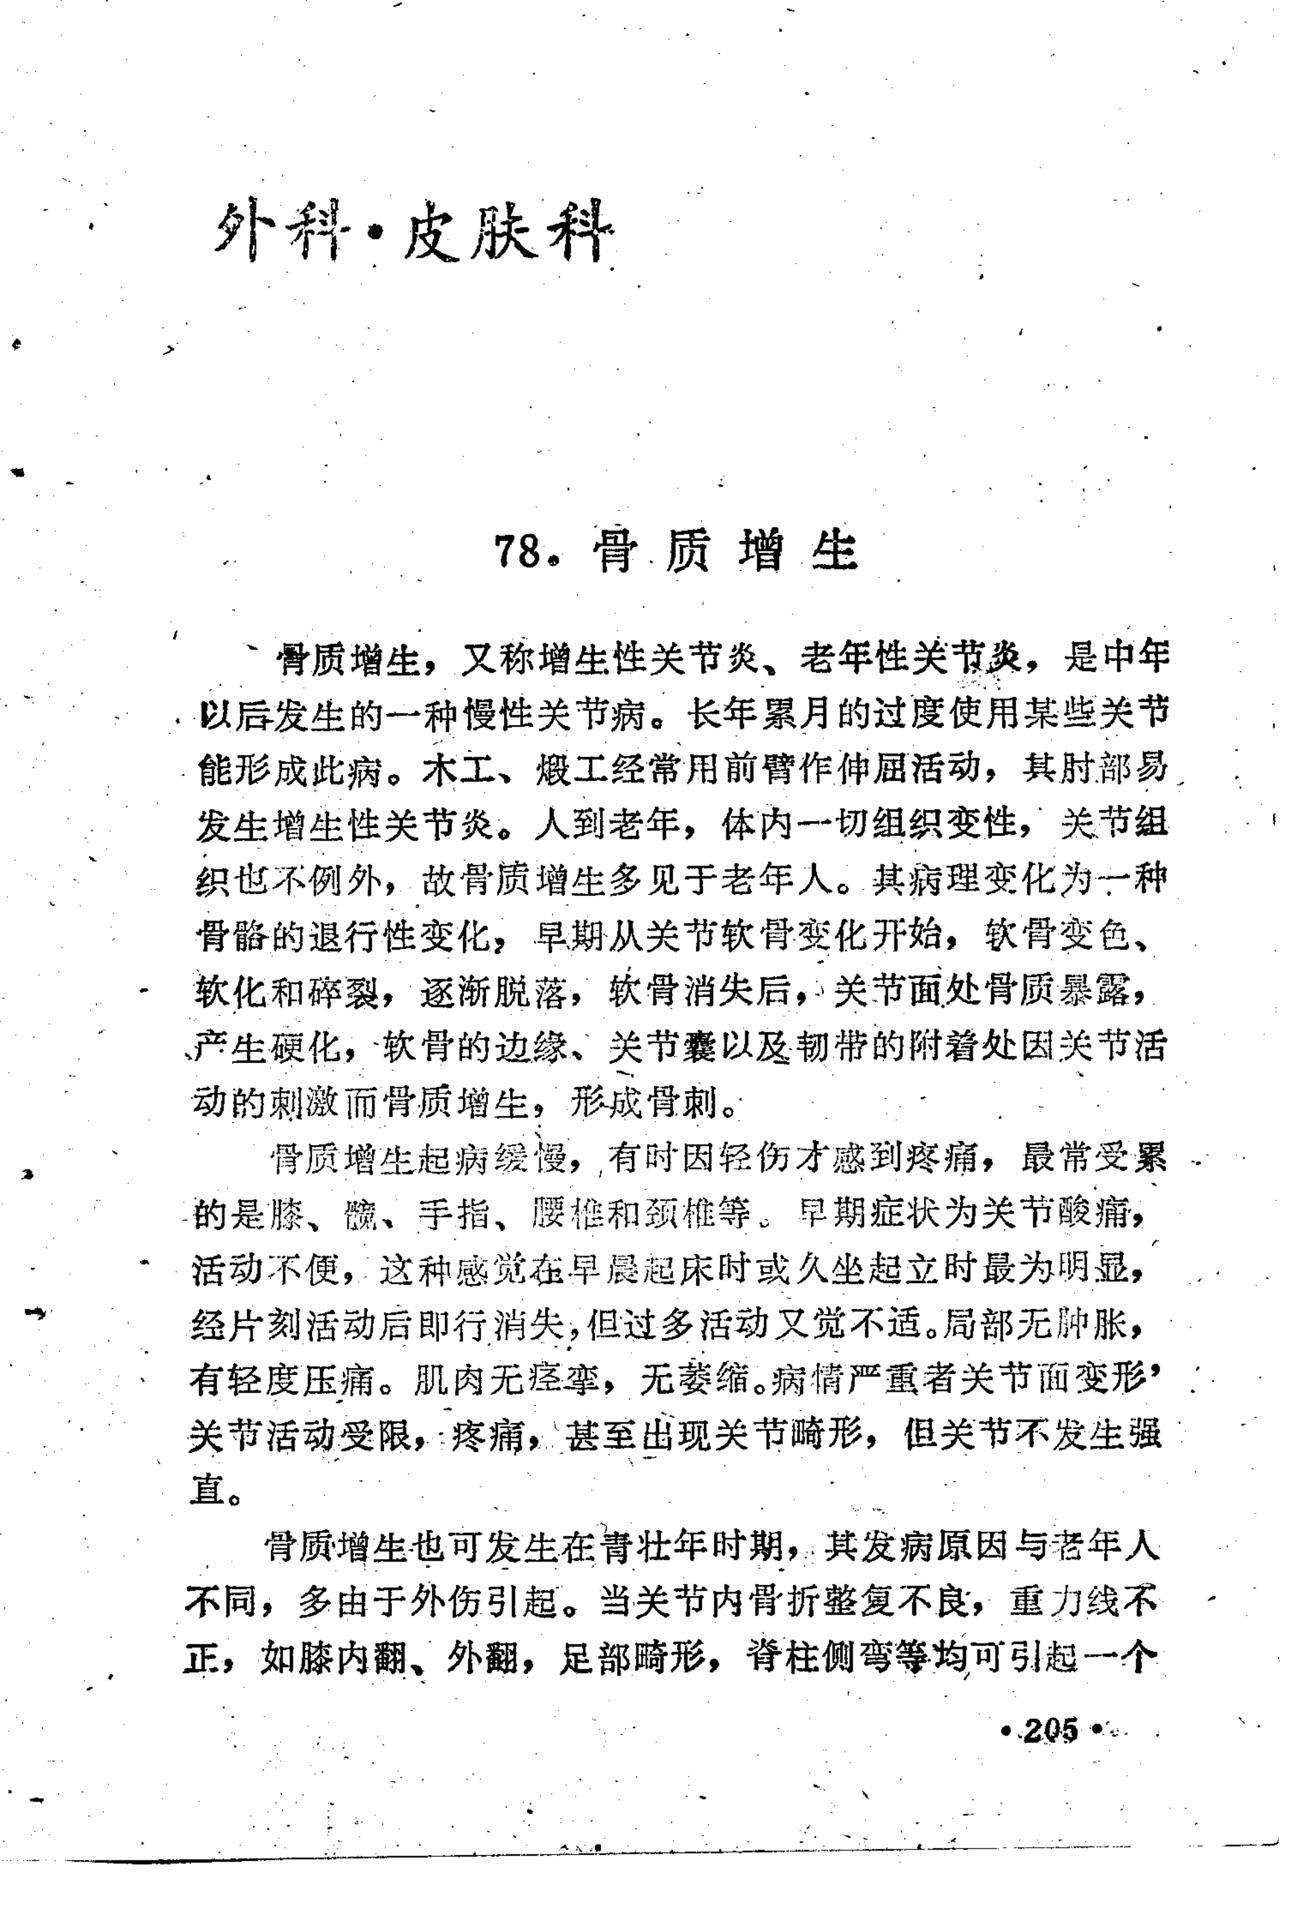 外科·皮肤科
78. 骨质增生
骨质增生，又称增生性关节炎、老年性关节炎，是中年
以后发生的一种慢性关节病。长年累月的过度使用某些关节
能形成此病。木工、煅工经常用前臂作伸屈活动，其肘部易
发生增生性关节炎。人到老年，体内一切组织变性，关节组
织也不例外，故骨质增生多见于老年人。其病理变化为一种
骨骼的退行性变化，早期从关节软骨变化开始，软骨变色、
软化和碎裂，逐渐脱落，软骨消失后，关节面处骨质暴露，
产生硬化，软骨的边缘、关节囊以及韧带的附着处因关节活
动的刺激而骨质增生，形成骨刺。
骨质增生起病缓慢，有时因轻伤才感到疼痛，最常受累
的是膝、髋、手指、腰椎和颈椎等。早期症状为关节酸痛，
活动不便，这种感觉在早晨起床时或久坐起立时最为明显，
经片刻活动后即行消失，但过多活动又觉不适。局部无肿胀，
有轻度压痛。肌肉无痉挛，无萎缩。病情严重者关节面变形，
关节活动受限，疼痛，甚至出现关节畸形，但关节不发生强
直。
骨质增生也可发生在青壮年时期，其发病原因与老年人
不同，多由于外伤引起。当关节内骨折整复不良，重力线不
正，如膝内翻、外翻，足部畸形，脊柱侧弯等均可引起一个
·205·